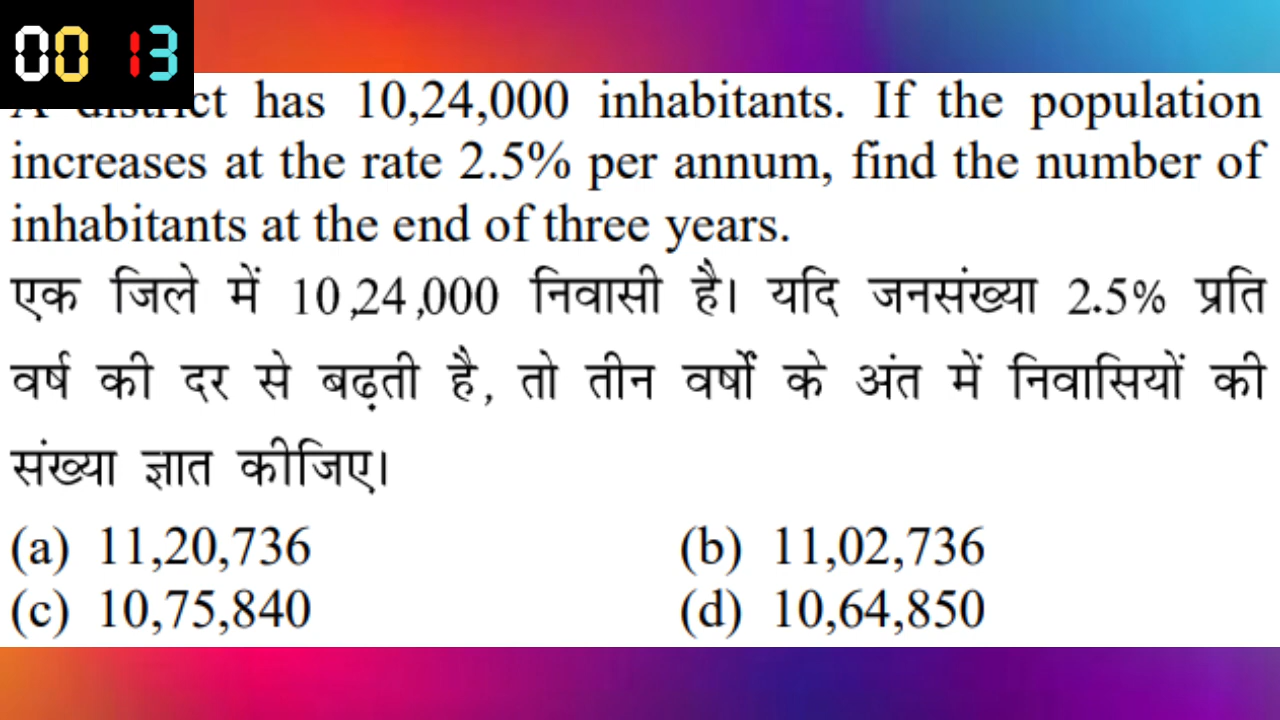 00 13
has 10,24,000 inhabitants. If the population
increases at the rate 2.5% per annum, find the number of
inhabitants at the end of three years.
एक जिले में 10,24,000 निवासी है। यदि जनसंख्या 2.5% प्रति
वर्ष की दर से बढ़ती है, तो तीन वर्षों के अंत में निवासियों की
संख्या ज्ञात कीजिए।
(a) 11,20,736 (b) 11,02,736
(c) 10,75,840 (d) 10,64,850